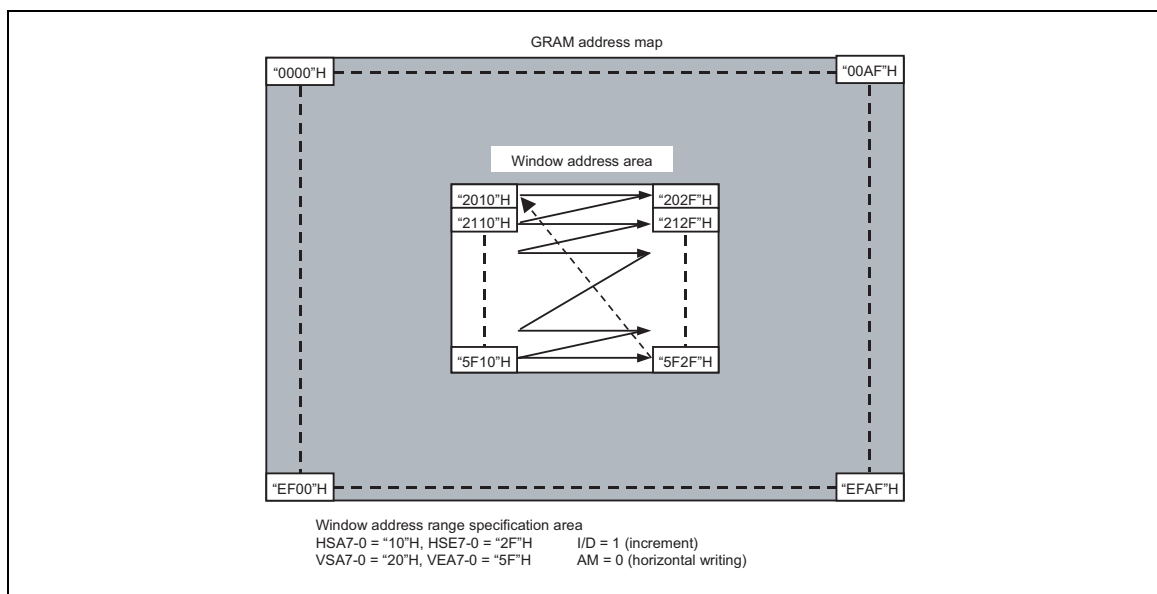 GRAM address map
“0000”H “00AF”H
Window address area
“2010”H “202F”H
“2110”H “212F”H
“5F10”H “5F2F”H
“EF00”H “EFAF”H
Window address range specification area
HSA7-0 = “10”H, HSE7-0 = “2F”H I/D = 1 (increment)
VSA7-0 = “20”H, VEA7-0 = “5F”H AM = 0 (horizontal writing)